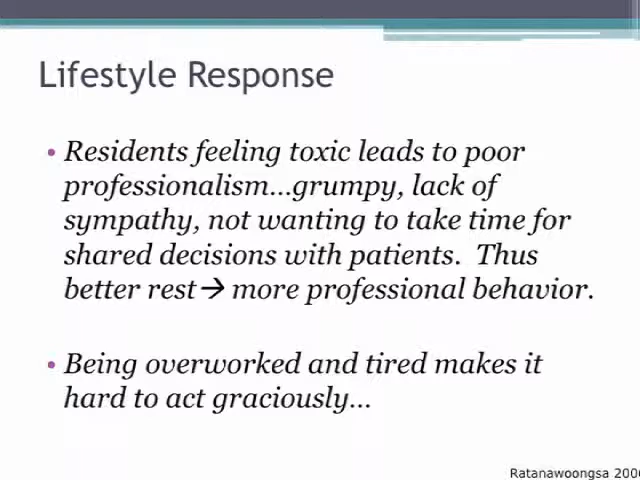 Lifestyle Response
• Residents feeling toxic leads to poor
professionalism…grumpy, lack of
sympathy, not wanting to take time for
shared decisions with patients.  Thus
better rest→ more professional behavior.
• Being overworked and tired makes it
hard to act graciously…
Ratanawoongsa 200